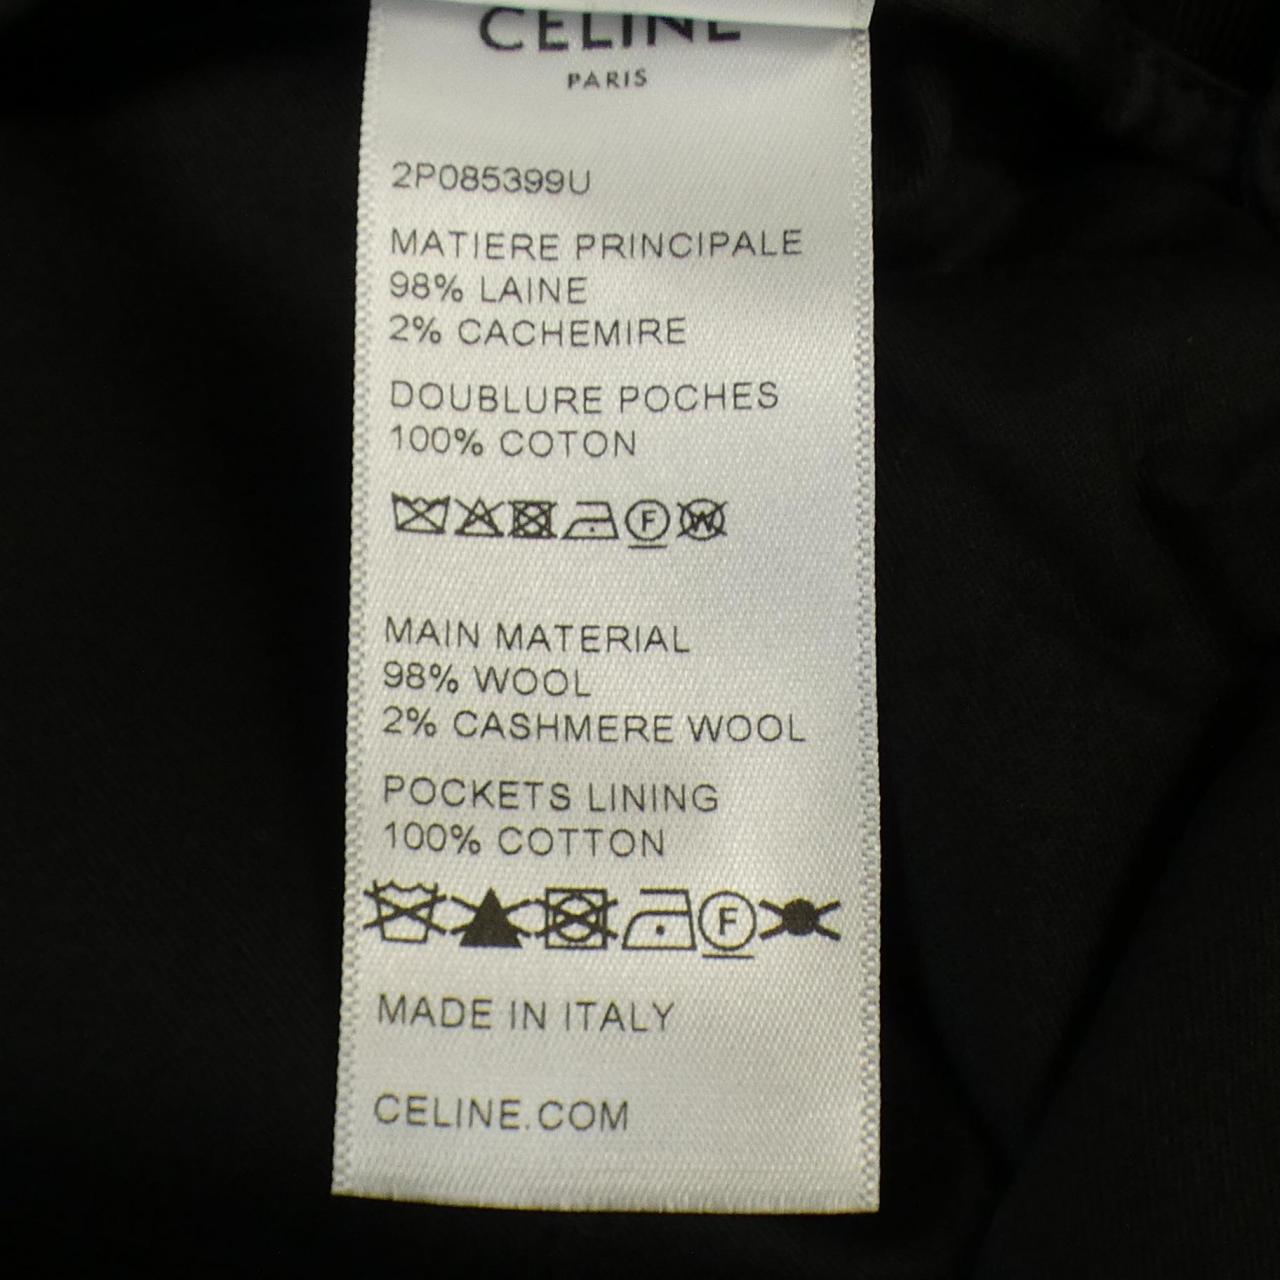 CELINE
PARIS
2P085399U
MATIERE PRINCIPALE
98% LAINE
2% CACHEMIRE
DOUBLURE POCHES
100% COTON
F W
MAIN MATERIAL
98% WOOL
2% CASHMERE WOOL
POCKETS LINING
100% COTTON
F
MADE IN ITALY
CELINE.COM